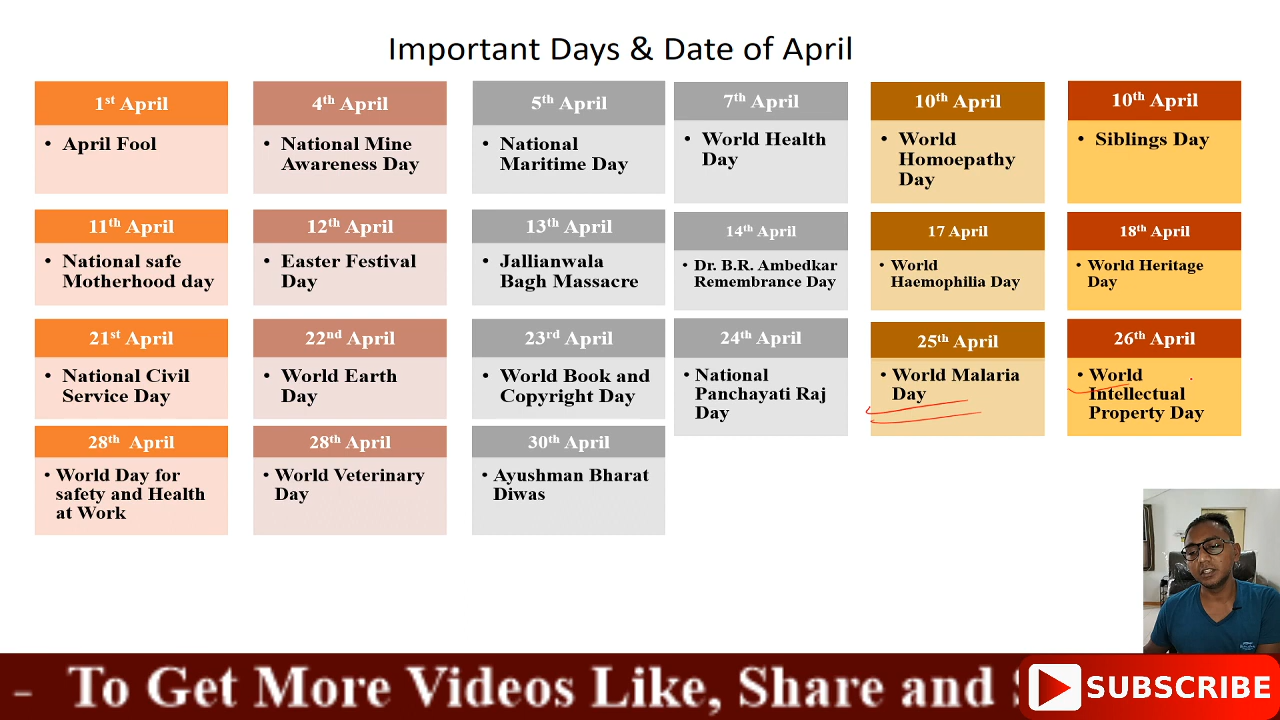 Important Days & Date of April
1st April
• April Fool
4th April
• National Mine
Awareness Day
5th April
• National
Maritime Day
7th April
• World Health
Day
10th April
• World
Homoepathy
Day
10th April
• Siblings Day
11th April
• National safe
Motherhood day
12th April
• Easter Festival
Day
13th April
• Jallianwala
Bagh Massacre
14th April
• Dr. B.R. Ambedkar
Remembrance Day
17 April
• World
Haemophilia Day
18th April
• World Heritage
Day
21st April
• National Civil
Service Day
22nd April
• World Earth
Day
23rd April
• World Book and
Copyright Day
24th April
• National
Panchayati Raj
Day
25th April
• World Malaria
Day
26th April
• World
Intellectual
Property Day
28th April
• World Day for
safety and Health
at Work
28th April
• World Veterinary
Day
30th April
• Ayushman Bharat
Diwas
- To Get More Videos Like, Share and S
SUBSCRIBE